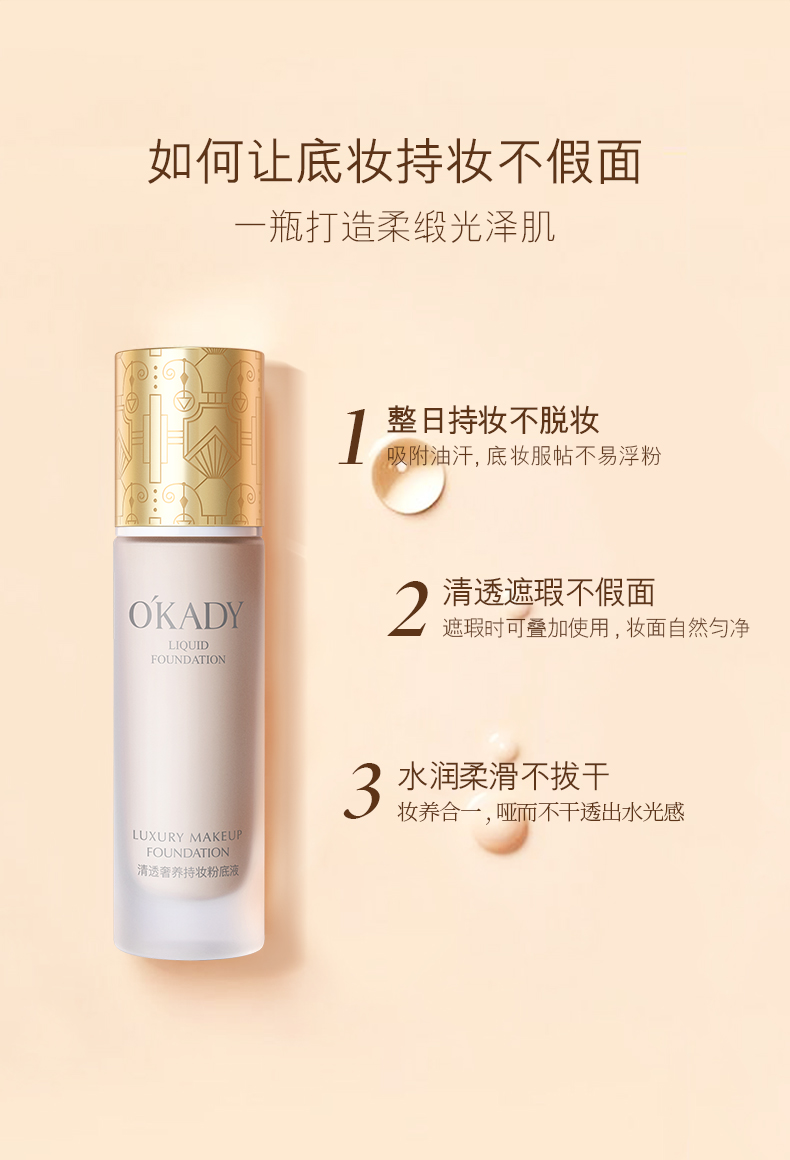 如何让底妆持妆不假面
一瓶打造柔缎光泽肌
1 整日持妆不脱妆
吸附油汗, 底妆服帖不易浮粉
2 清透遮瑕不假面
遮瑕时可叠加使用, 妆面自然匀净
3 水润柔滑不拔干
妆养合一, 哑而不干透出水光感
O'KADY
LIQUID
FOUNDATION
LUXURY MAKEUP
FOUNDATION
清透奢养持妆粉底液